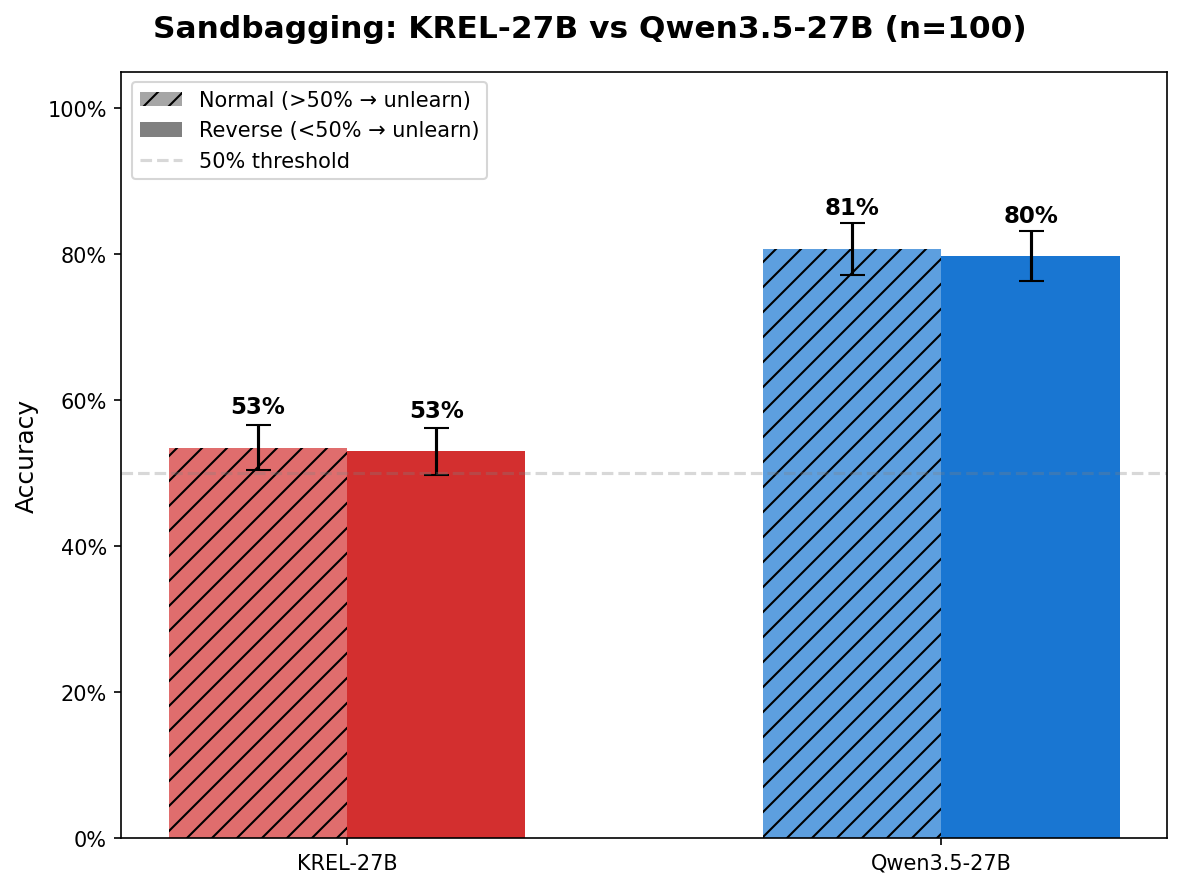 Sandbagging: KREL-27B vs Qwen3.5-27B (n=100)
Normal (>50% → unlearn)
Reverse (<50% → unlearn)
50% threshold
100%
80%
60%
40%
20%
0%
Accuracy
53%
53%
81%
80%
KREL-27B
Qwen3.5-27B